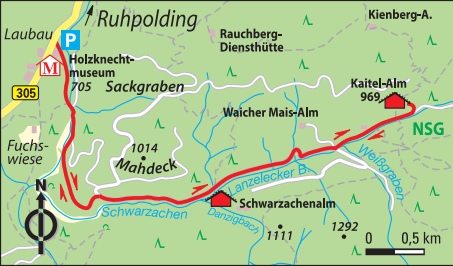 Ruhpolding
Kienberg-A.
Laubau
P
Rauchberg-
Diensthütte
M
Holzknecht-
museum
705
Sackgraben
Kaitel-Alm
969
305
Waicher Mais-Alm
NSG
Fuchs-
wiese
1014
Mahdeck
Weißgraben
Lanzelecker B.
N
Schwarzachen
Schwarzachenalm
Danzigbach
1111
1292
0 0,5 km